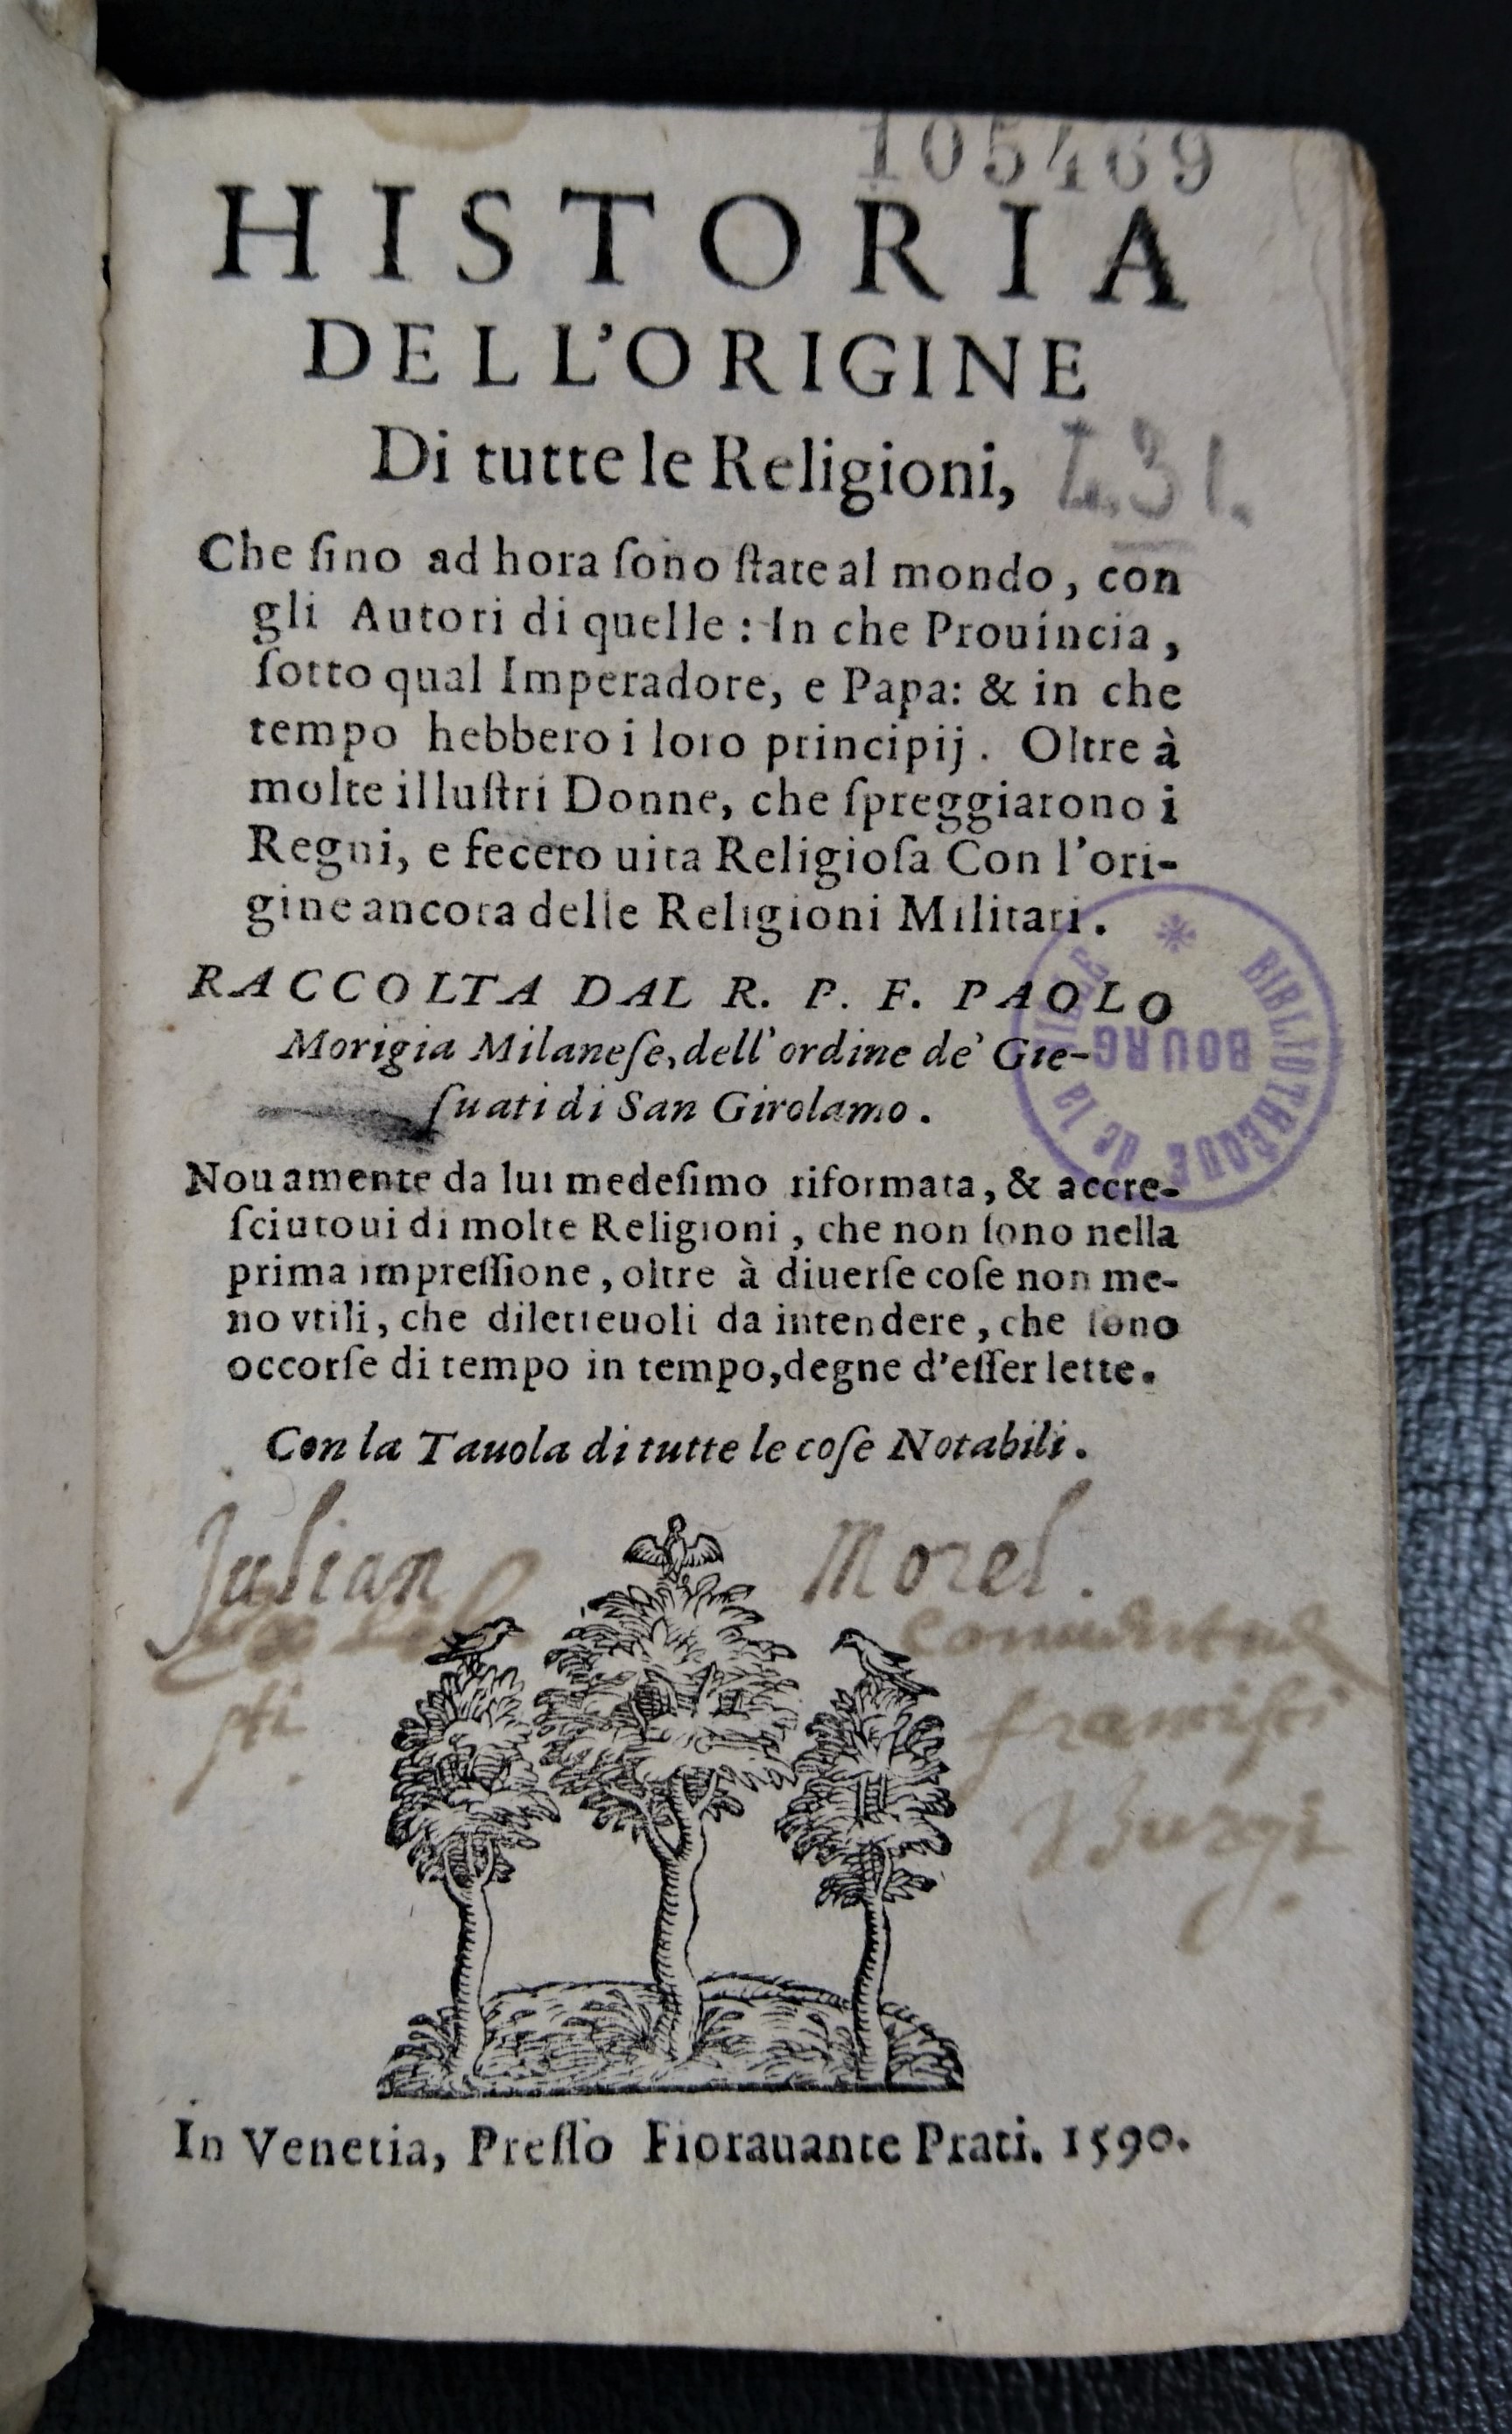 105469
HISTORIA
DELL'ORIGINE
Di tutte le Religioni,
Z.31.
Che ſino ad hora ſono ſtate al mondo, con
gli Autori di quelle: In che Prouincia,
ſotto qual Imperadore, e Papa: & in che
tempo hebbero i loro principij. Oltre à
molte illuſtri Donne, che ſpreggiarono i
Regni, e fecero uita Religioſa Con l'ori-
gine ancora delle Religioni Militari.
RACCOLTA DAL R. P. F. PAOLO
Morigia Milaneſe, dell'ordine de' Gie-
ſuati di San Girolamo.
BIBLIOTHÈQUE de la VILLE
BOURG
Nouamente da lui medeſimo riformata, & accre-
ſciutoui di molte Religioni, che non ſono nella
prima impreſſione, oltre à diuerſe coſe non me-
no vtili, che diletteuoli da intendere, che ſono
occorſe di tempo in tempo, degne d'eſſer lette.
Con la Tauola di tutte le coſe Notabili.
Julian Morel.
In Venetia, Preſſo Fiorauante Prati. 1590.